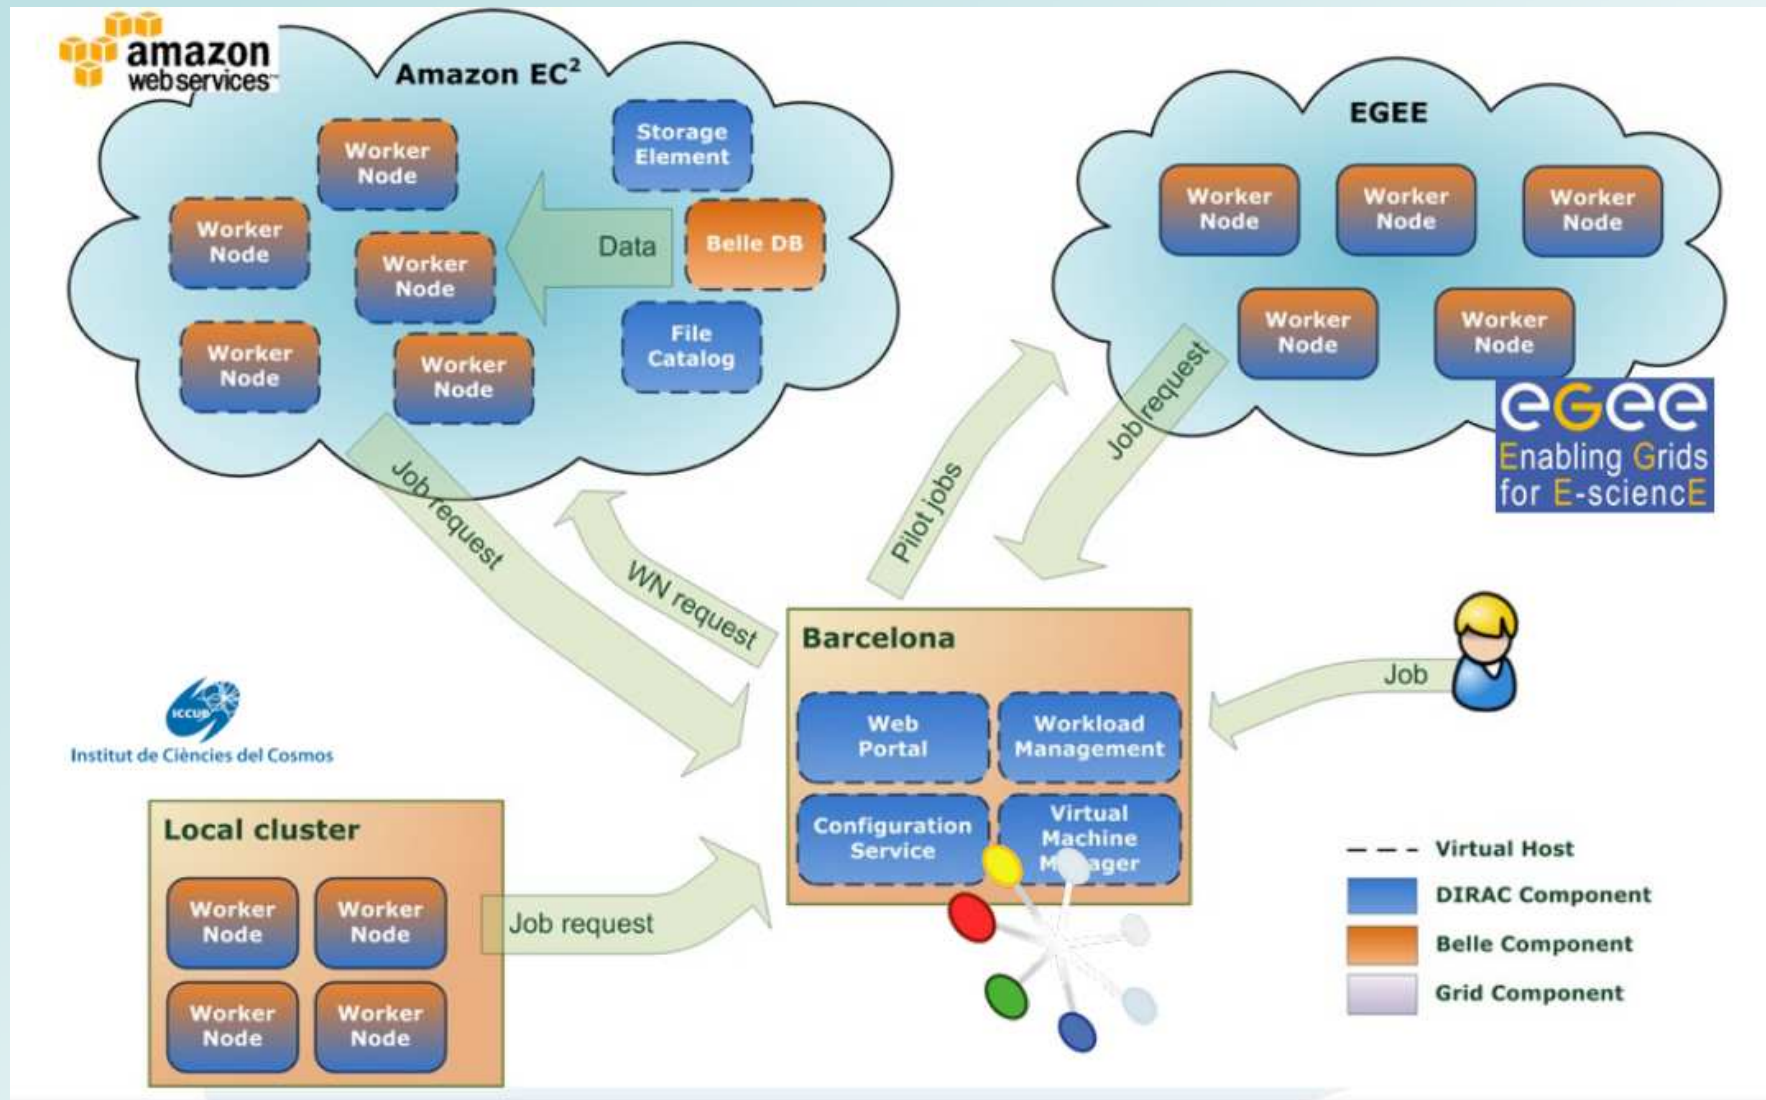 amazon
webservices™
Amazon EC²
Worker
Node
Worker
Node
Worker
Node
Worker
Node
Worker
Node
Storage
Element
Data
Belle DB
File
Catalog
EGEE
Worker
Node
Worker
Node
Worker
Node
Worker
Node
Worker
Node
eGee
Enabling Grids
for E-sciencE
Job request
WN request
Pilot jobs
Job request
Barcelona
Web
Portal
Workload
Management
Configuration
Service
Virtual
Machine
Job
ICCUB
Institut de Ciències del Cosmos
Local cluster
Worker
Node
Worker
Node
Worker
Node
Worker
Node
Job request
Virtual Host
DIRAC Component
Belle Component
Grid Component